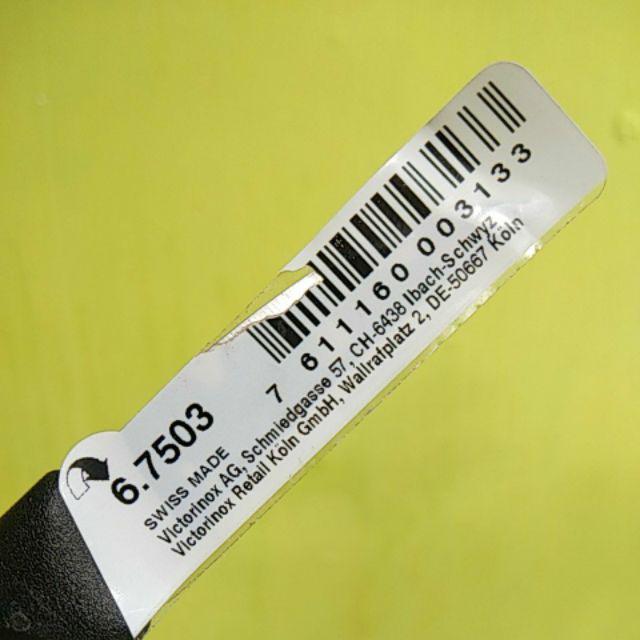 7 611160 003133
6.7503
SWISS MADE
Victorinox AG, Schmiedgasse 57, CH-6438 Ibach-Schwyz
Victorinox Retail Köln GmbH, Wallrafplatz 2, DE-50667 Köln